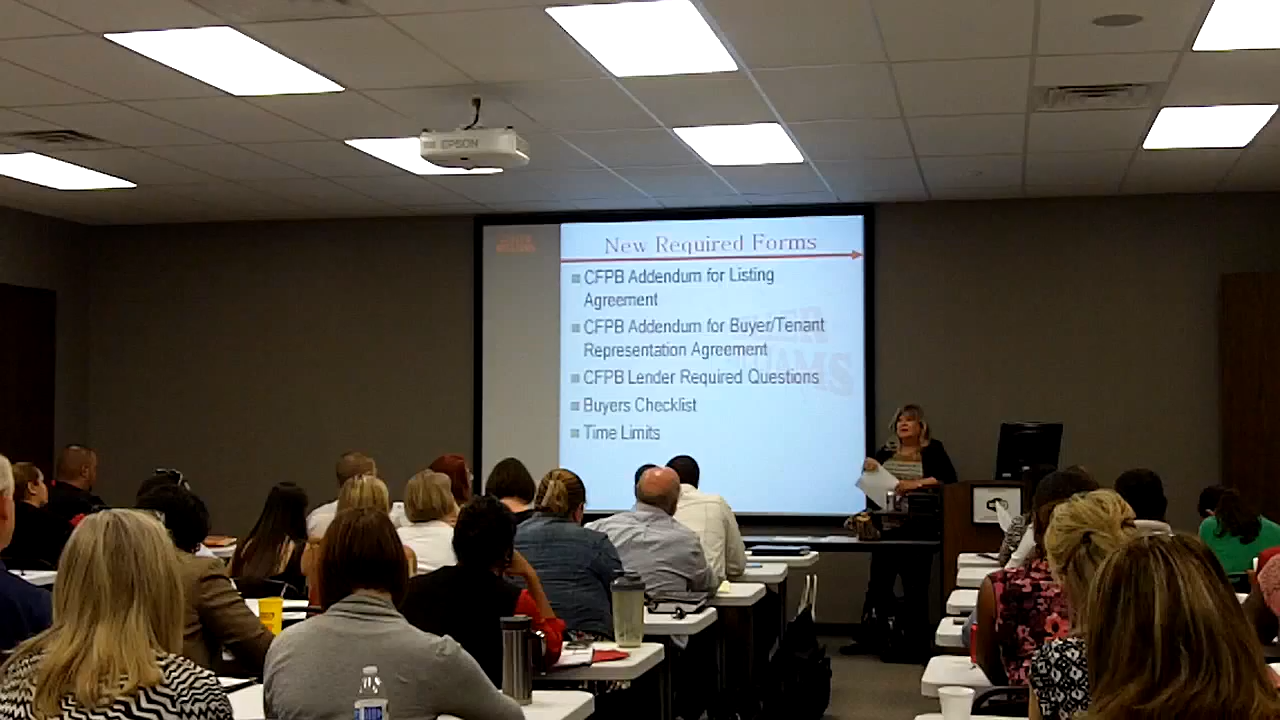 EPSON
New Required Forms
CFPB Addendum for Listing
Agreement
CFPB Addendum for Buyer/Tenant
Representation Agreement
CFPB Lender Required Questions
Buyers Checklist
Time Limits